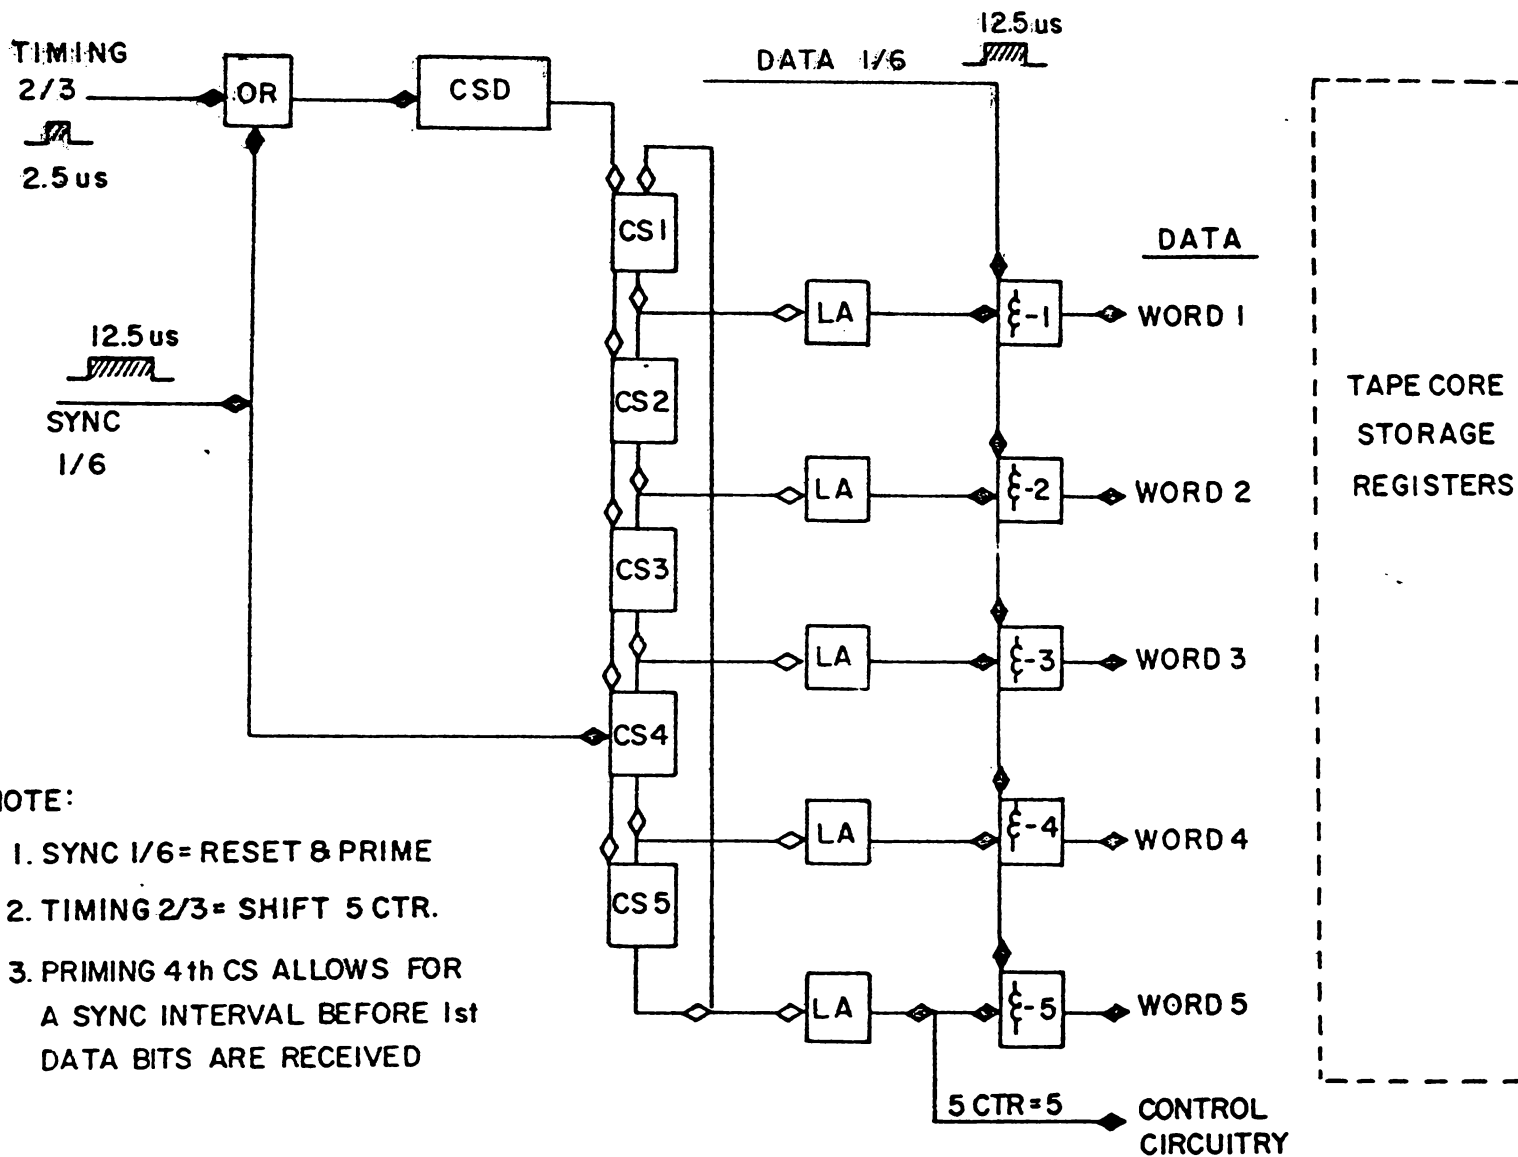 TIMING
2/3
2.5 us
OR
CSD
DATA 1/6
12.5 us
12.5 us
SYNC
1/6
CS1
CS2
CS3
CS4
CS5
LA
LA
LA
LA
LA
&-1
&-2
&-3
&-4
&-5
DATA
WORD 1
WORD 2
WORD 3
WORD 4
WORD 5
5 CTR = 5
CONTROL
CIRCUITRY
TAPE CORE
STORAGE
REGISTERS
NOTE:
1. SYNC 1/6 = RESET & PRIME
2. TIMING 2/3 = SHIFT 5 CTR.
3. PRIMING 4th CS ALLOWS FOR
A SYNC INTERVAL BEFORE 1st
DATA BITS ARE RECEIVED